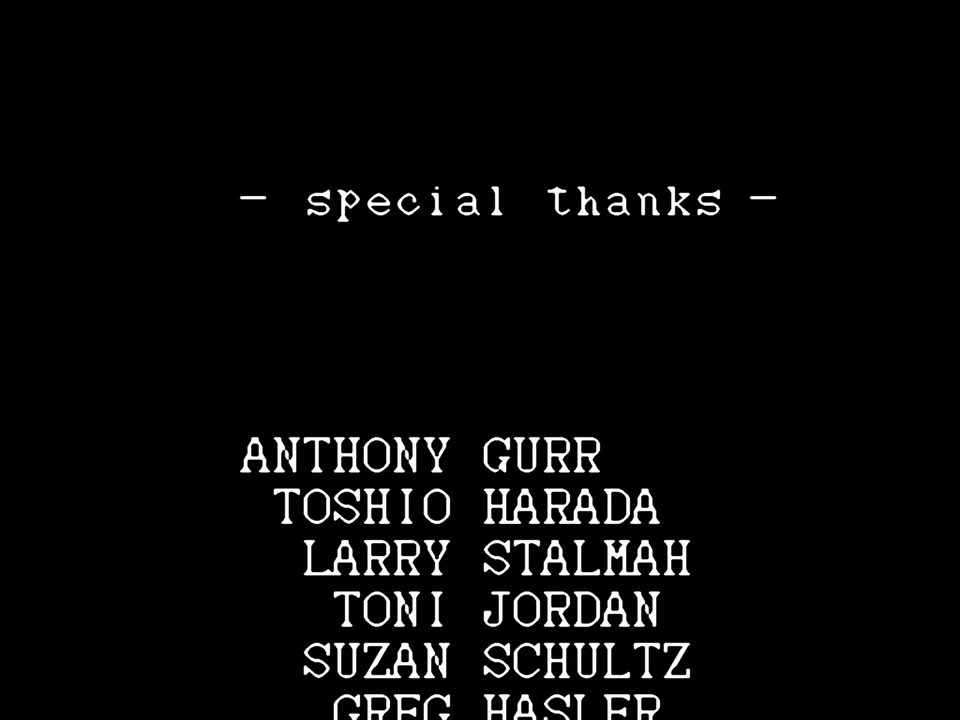 - special thanks -
ANTHONY GURR
TOSHIO HARADA
LARRY STALMAH
TONI JORDAN
SUZAN SCHULTZ
GREG HASLER